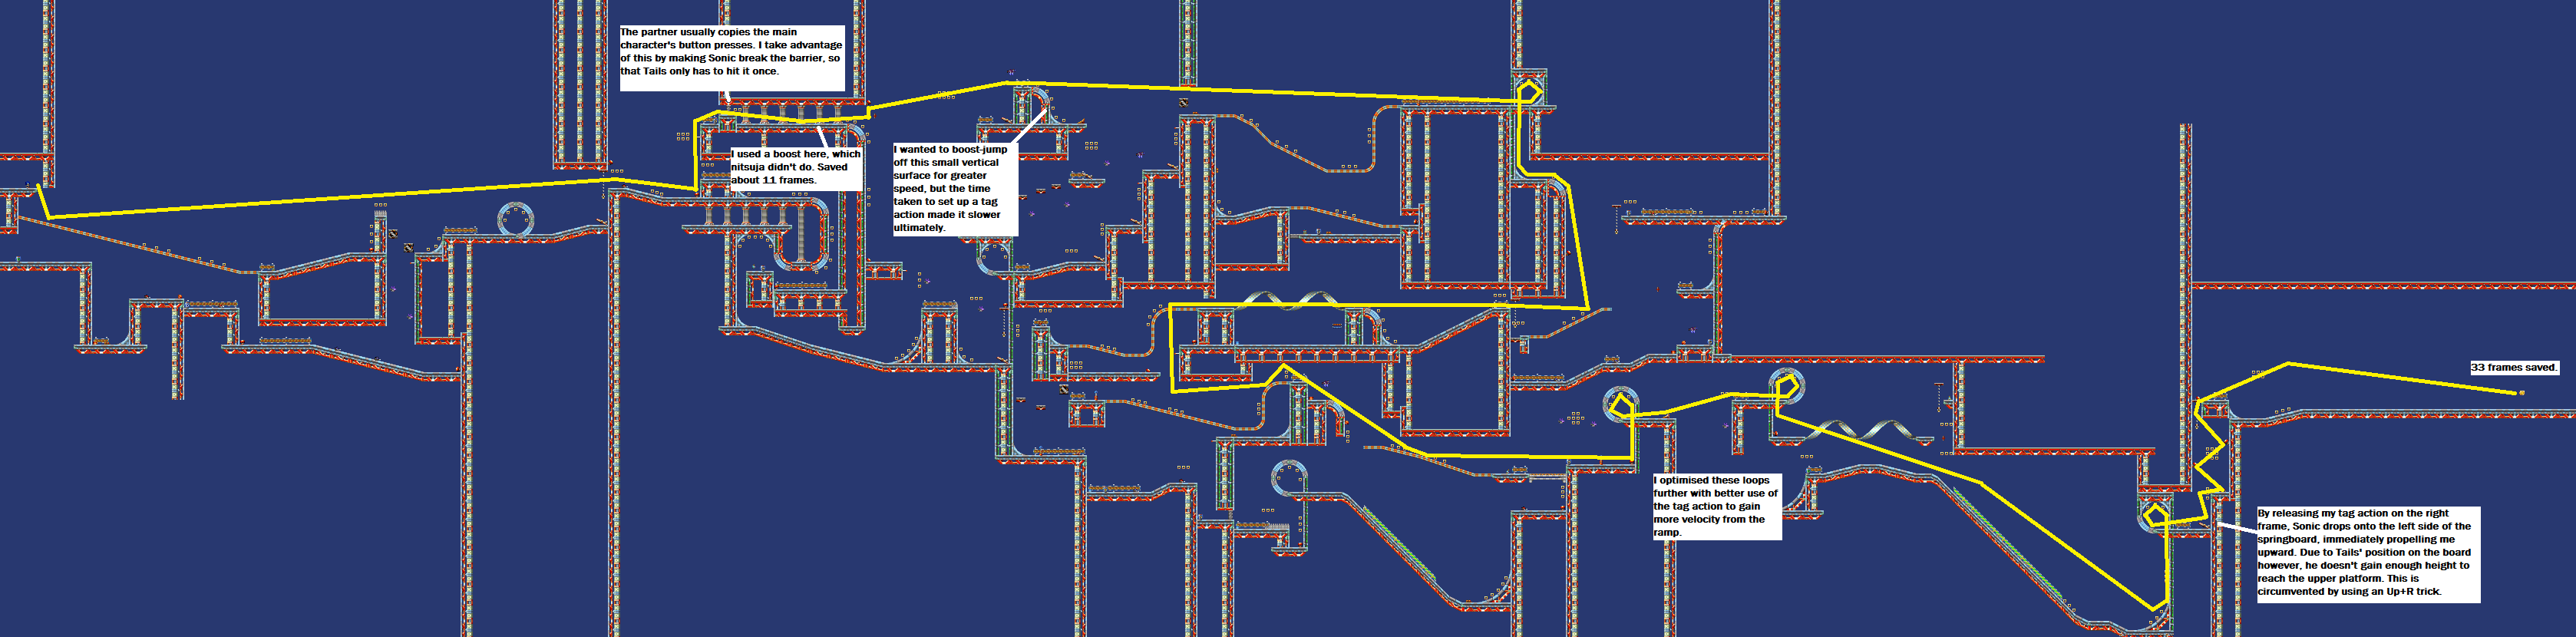 The partner usually copies the main
character's button presses. I take advantage
of this by making Sonic break the barrier, so
that Tails only has to hit it once.
I used a boost here, which
nitsuja didn't do. Saved
about 11 frames.
I wanted to boost-jump
off this small vertical
surface for greater
speed, but the time
taken to set up a tag
action made it slower
ultimately.
I optimised these loops
further with better use of
the tag action to gain
more velocity from the
ramp.
33 frames saved.
By releasing my tag action on the right
frame, Sonic drops onto the left side of the
springboard, immediately propelling me
upward. Due to Tails' position on the board
however, he doesn't gain enough height to
reach the upper platform. This is
circumvented by using an Up+R trick.